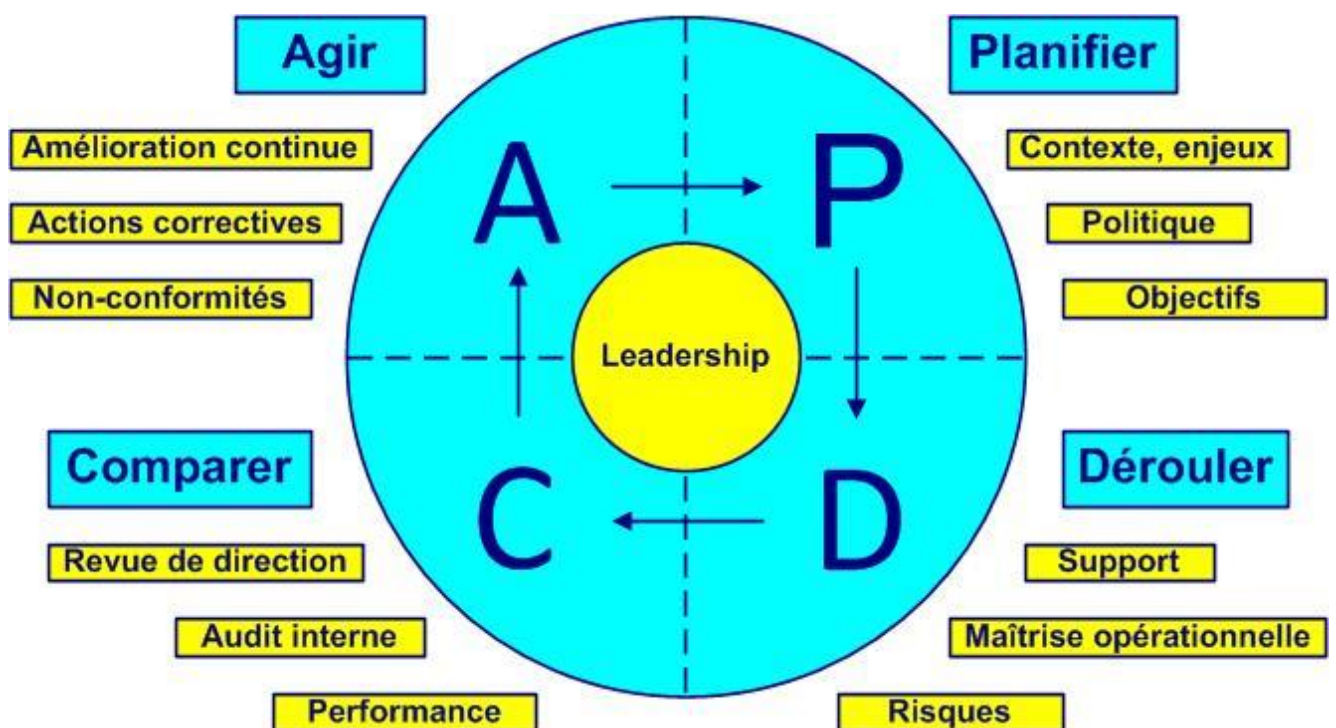 Agir
Planifier
Amélioration continue
Contexte, enjeux
Actions correctives
Politique
Non-conformités
Objectifs
A
P
Leadership
Comparer
Dérouler
C
D
Revue de direction
Support
Audit interne
Maîtrise opérationnelle
Performance
Risques